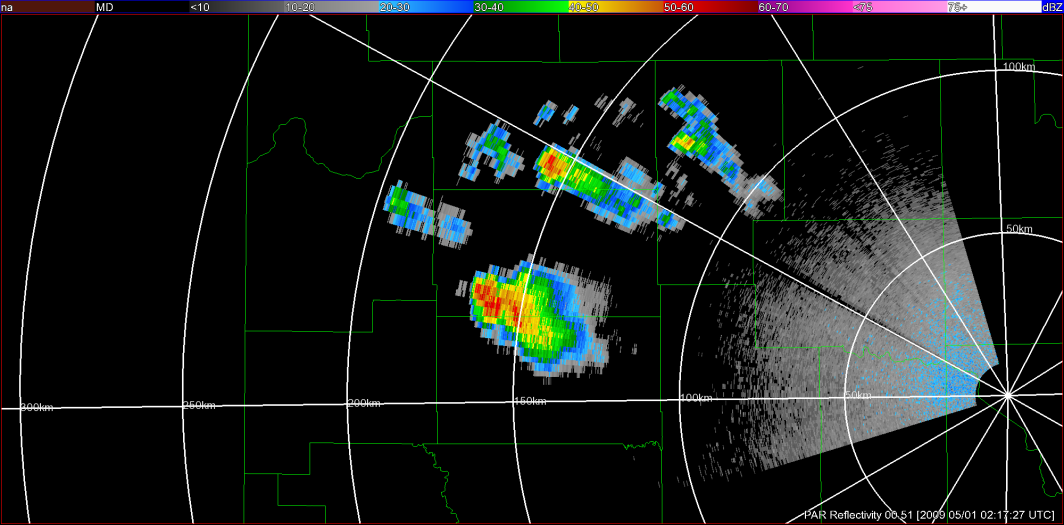 na MD <10 10-20 20-30 30-40 40-50 50-60 60-70 <75 75+ dBZ
100km
50km
300km 250km 200km 150km 100km 50km
PAR Reflectivity 00.51 [2009 05/01 02:17:27 UTC]